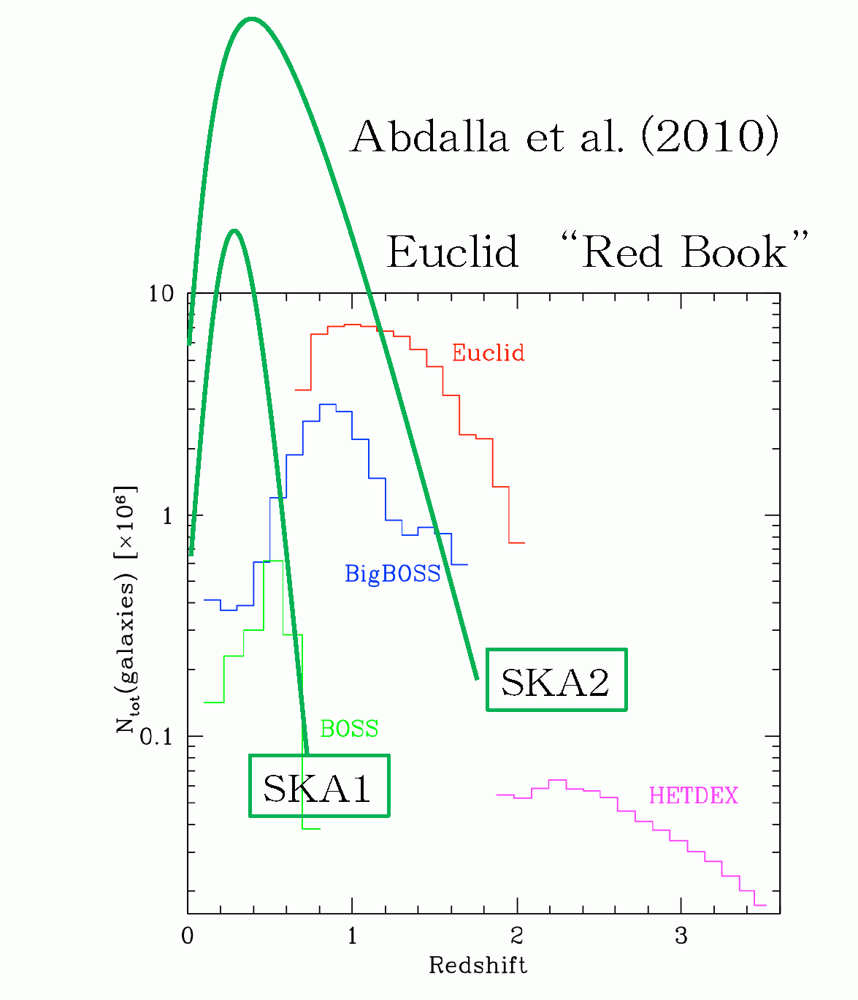 Abdalla et al. (2010)
Euclid “Red Book”
10
Euclid
1
BigBOSS
SKA2
0.1
BOSS
SKA1
HETDEX
N_tot(galaxies) [×10⁶]
0 1 2 3
Redshift